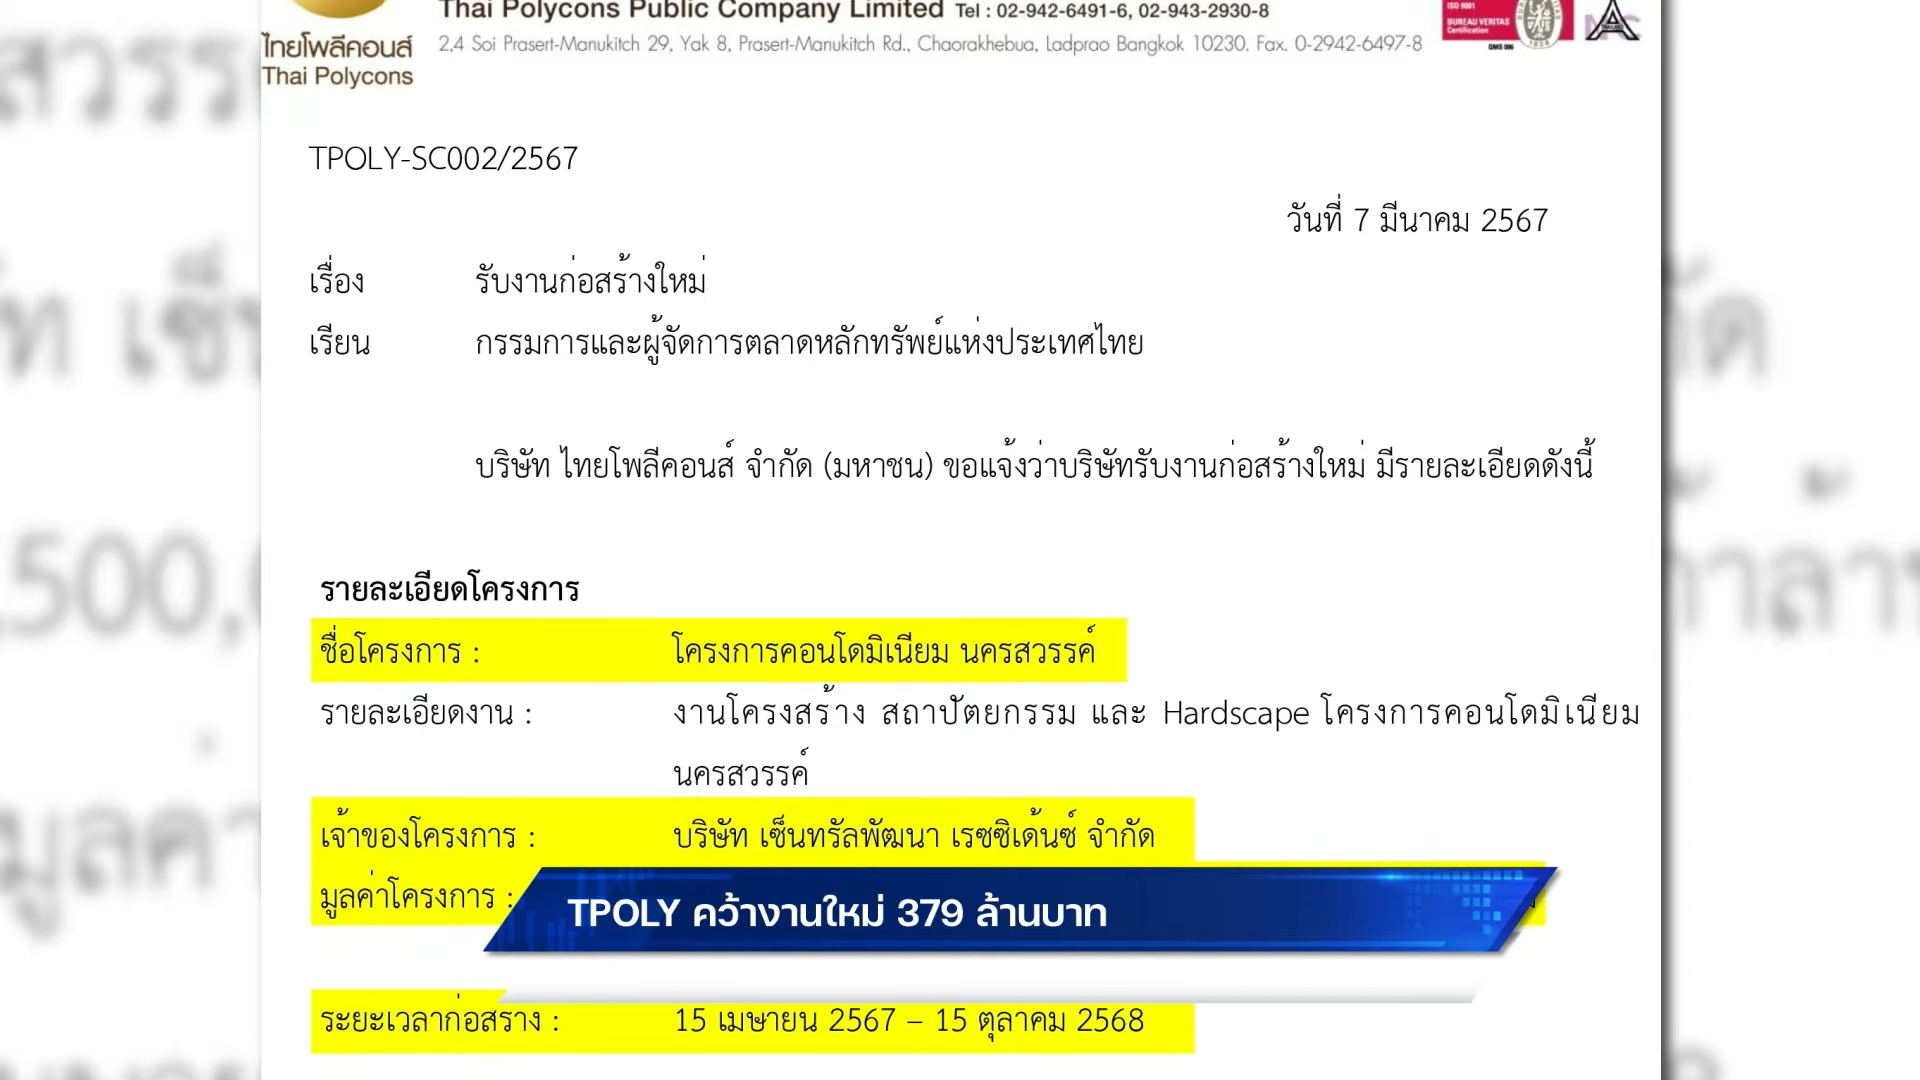 Thai Polycons Public Company Limited Tel : 02-942-6491-6, 02-943-2930-8
2,4 Soi Prasert-Manukitch 29, Yak 8, Prasert-Manukitch Rd., Chaorakhebua, Ladprao Bangkok 10230. Fax. 0-2942-6497-8
ISO 9001
BUREAU VERITAS
Certification
ไทยโพลีคอนส์
Thai Polycons
TPOLY-SC002/2567
วันที่ 7 มีนาคม 2567
เรื่อง รับงานก่อสร้างใหม่
เรียน กรรมการและผู้จัดการตลาดหลักทรัพย์แห่งประเทศไทย
บริษัท ไทยโพลีคอนส์ จำกัด (มหาชน) ขอแจ้งว่าบริษัทรับงานก่อสร้างใหม่ มีรายละเอียดดังนี้
รายละเอียดโครงการ
ชื่อโครงการ : โครงการคอนโดมิเนียม นครสวรรค์
รายละเอียดงาน : งานโครงสร้าง สถาปัตยกรรม และ Hardscape โครงการคอนโดมิเนียม
นครสวรรค์
เจ้าของโครงการ : บริษัท เซ็นทรัลพัฒนา เรซซิเด้นซ์ จำกัด
มูลค่าโครงการ :
TPOLY คว้างานใหม่ 379 ล้านบาท
ระยะเวลาก่อสร้าง : 15 เมษายน 2567 – 15 ตุลาคม 2568